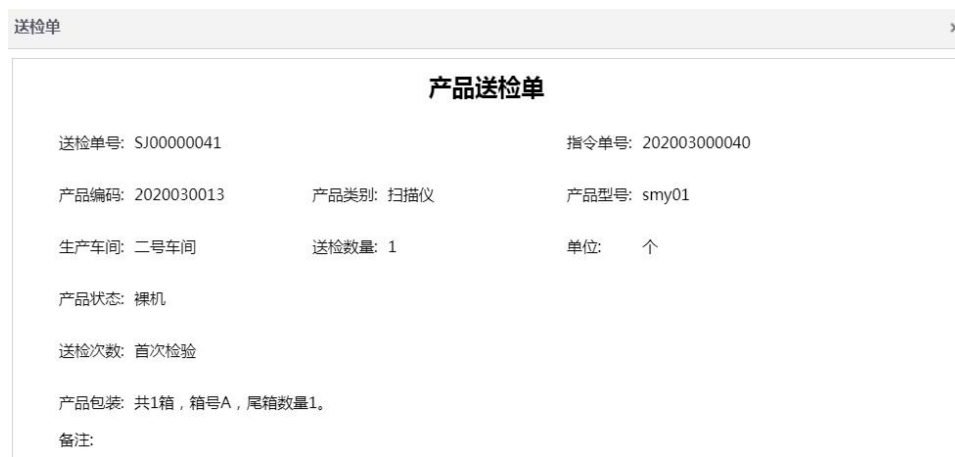 送检单
产品送检单
送检单号: SJ00000041 指令单号: 202003000040
产品编码: 2020030013 产品类别: 扫描仪 产品型号: smy01
生产车间: 二号车间 送检数量: 1 单位: 个
产品状态: 裸机
送检次数: 首次检验
产品包装: 共1箱，箱号A，尾箱数量1。
备注: